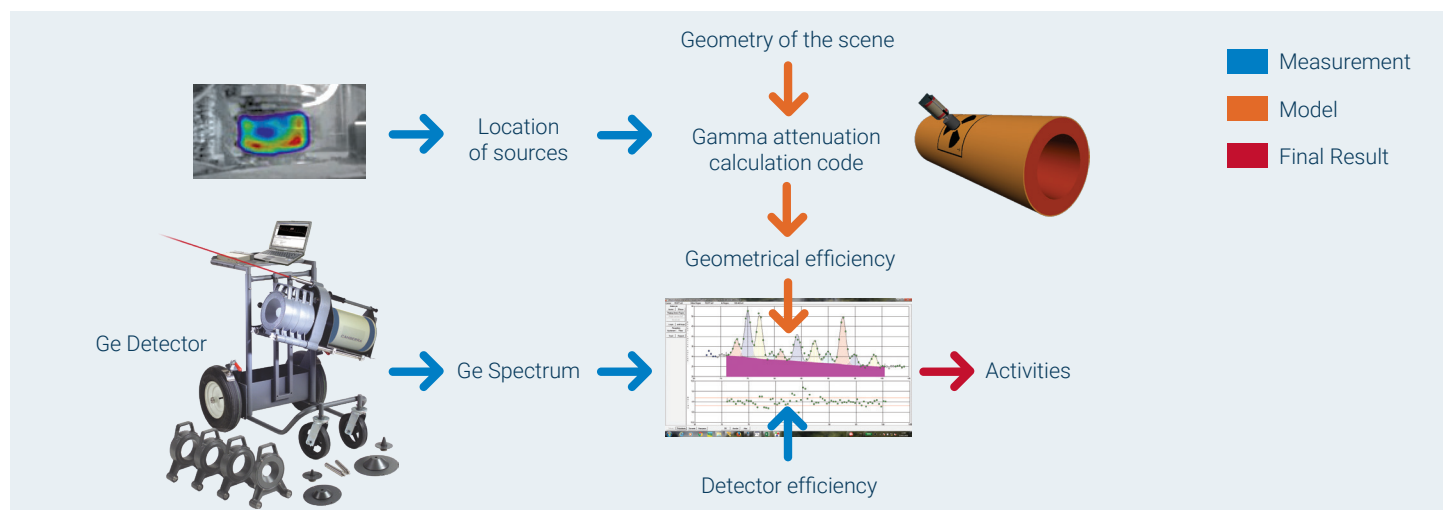 Geometry of the scene
Measurement
Model
Final Result
Location
of sources
Gamma attenuation
calculation code
Geometrical efficiency
Ge Detector
Ge Spectrum
Activities
Detector efficiency